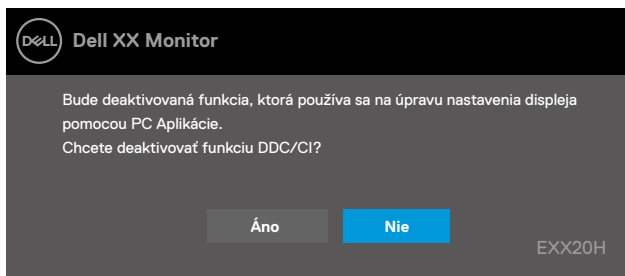 DELL Dell XX Monitor
Bude deaktivovaná funkcia, ktorá používa sa na úpravu nastavenia displeja
pomocou PC Aplikácie.
Chcete deaktivovať funkciu DDC/CI?
Áno Nie
EXX20H